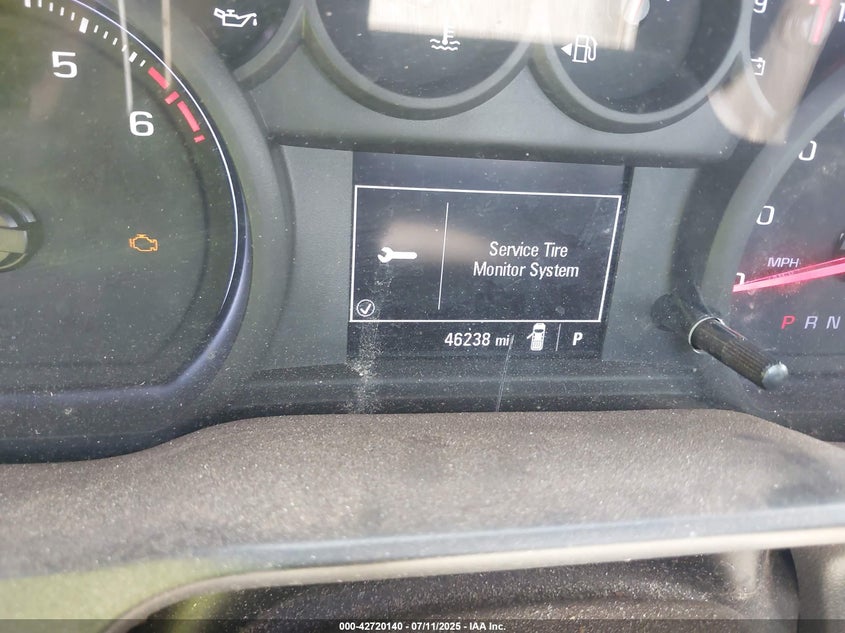 5
6
Service Tire
Monitor System
46238 mi
P
MPH
P R N
000-42720140 - 07/11/2025 - IAA Inc.